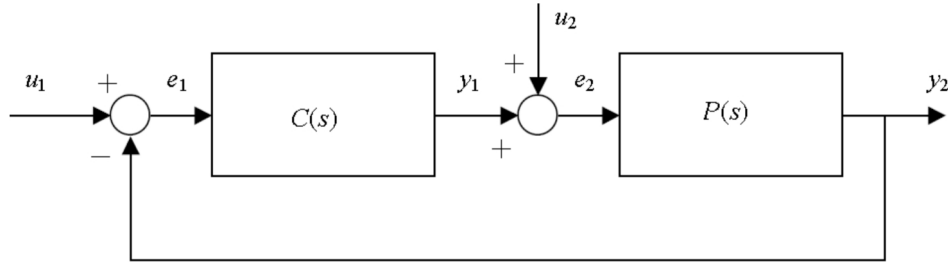 u₂
u₁ + e₁ C(s) y₁ + e₂ P(s) y₂
− +